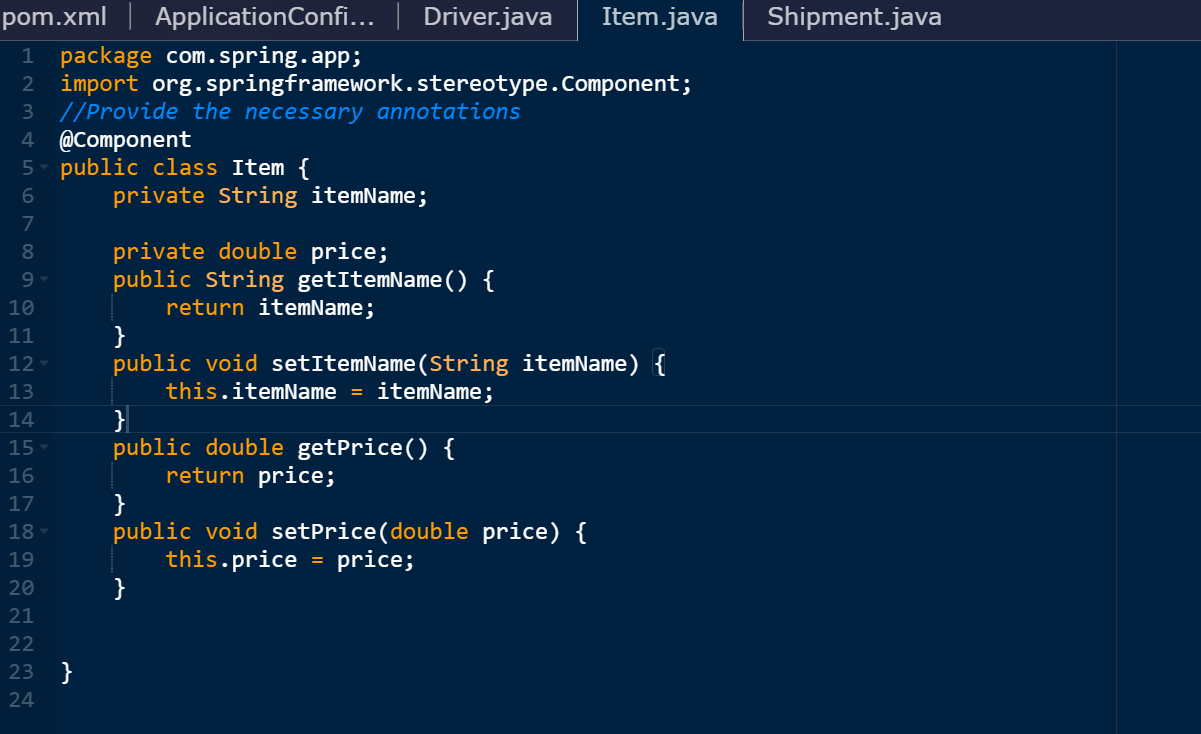 pom.xml | ApplicationConfi... | Driver.java Item.java Shipment.java
1 package com.spring.app;
2 import org.springframework.stereotype.Component;
3 //Provide the necessary annotations
4 @Component
5 public class Item {
6 private String itemName;
7
8 private double price;
9 public String getItemName() {
10 return itemName;
11 }
12 public void setItemName(String itemName) {
13 this.itemName = itemName;
14 }
15 public double getPrice() {
16 return price;
17 }
18 public void setPrice(double price) {
19 this.price = price;
20 }
21
22
23 }
24